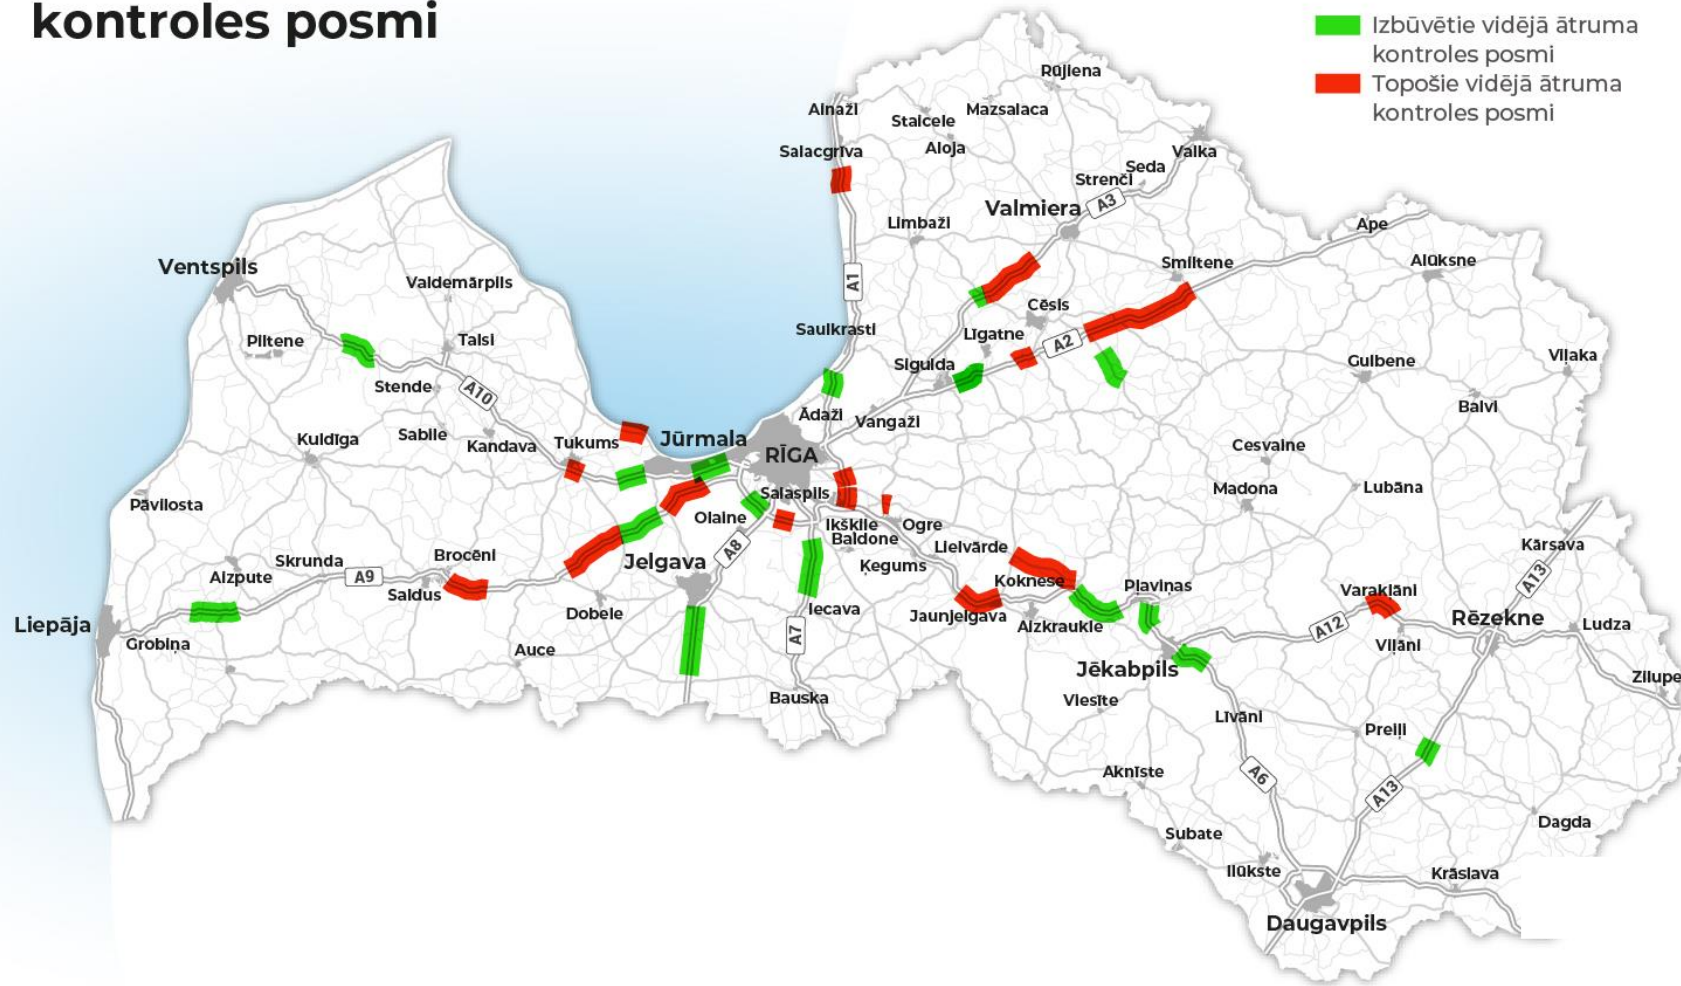 kontroles posmi
Izbūvētie vidējā ātruma
kontroles posmi
Topošie vidējā ātruma
kontroles posmi
Rūjiena
Ainaži
Mazsalaca
Staicele
Aloja
Salacgrīva
Valka
Seda
Strenči
Valmiera
A3
Limbaži
Ape
Ventspils
Smiltene
Alūksne
Valdemārpils
A1
Cēsis
Saulkrasti
Līgatne
Piltene
Talsi
A2
Viļaka
Sigulda
Gulbene
Stende
A10
Balvi
Ādaži
Vangaži
Sabile
Kuldīga
Kandava
Tukums
Jūrmala
RĪGA
Cesvaine
Madona
Lubāna
Pāvilosta
Salaspils
Olaine
Ikšķile
Ogre
Baldone
Lielvārde
Kārsava
Skrunda
Brocēni
A8
Jelgava
Ķegums
A13
Aizpute
A9
Koknese
Pļaviņas
Varakļāni
Saldus
Dobele
Iecava
Jaunjelgava
Aizkraukle
A12
Rēzekne
Ludza
Liepāja
Grobiņa
A7
Viļāni
Auce
Jēkabpils
Zilupe
Bauska
Viesīte
Līvāni
Preiļi
Aknīste
A6
A13
Dagda
Subate
Ilūkste
Krāslava
Daugavpils